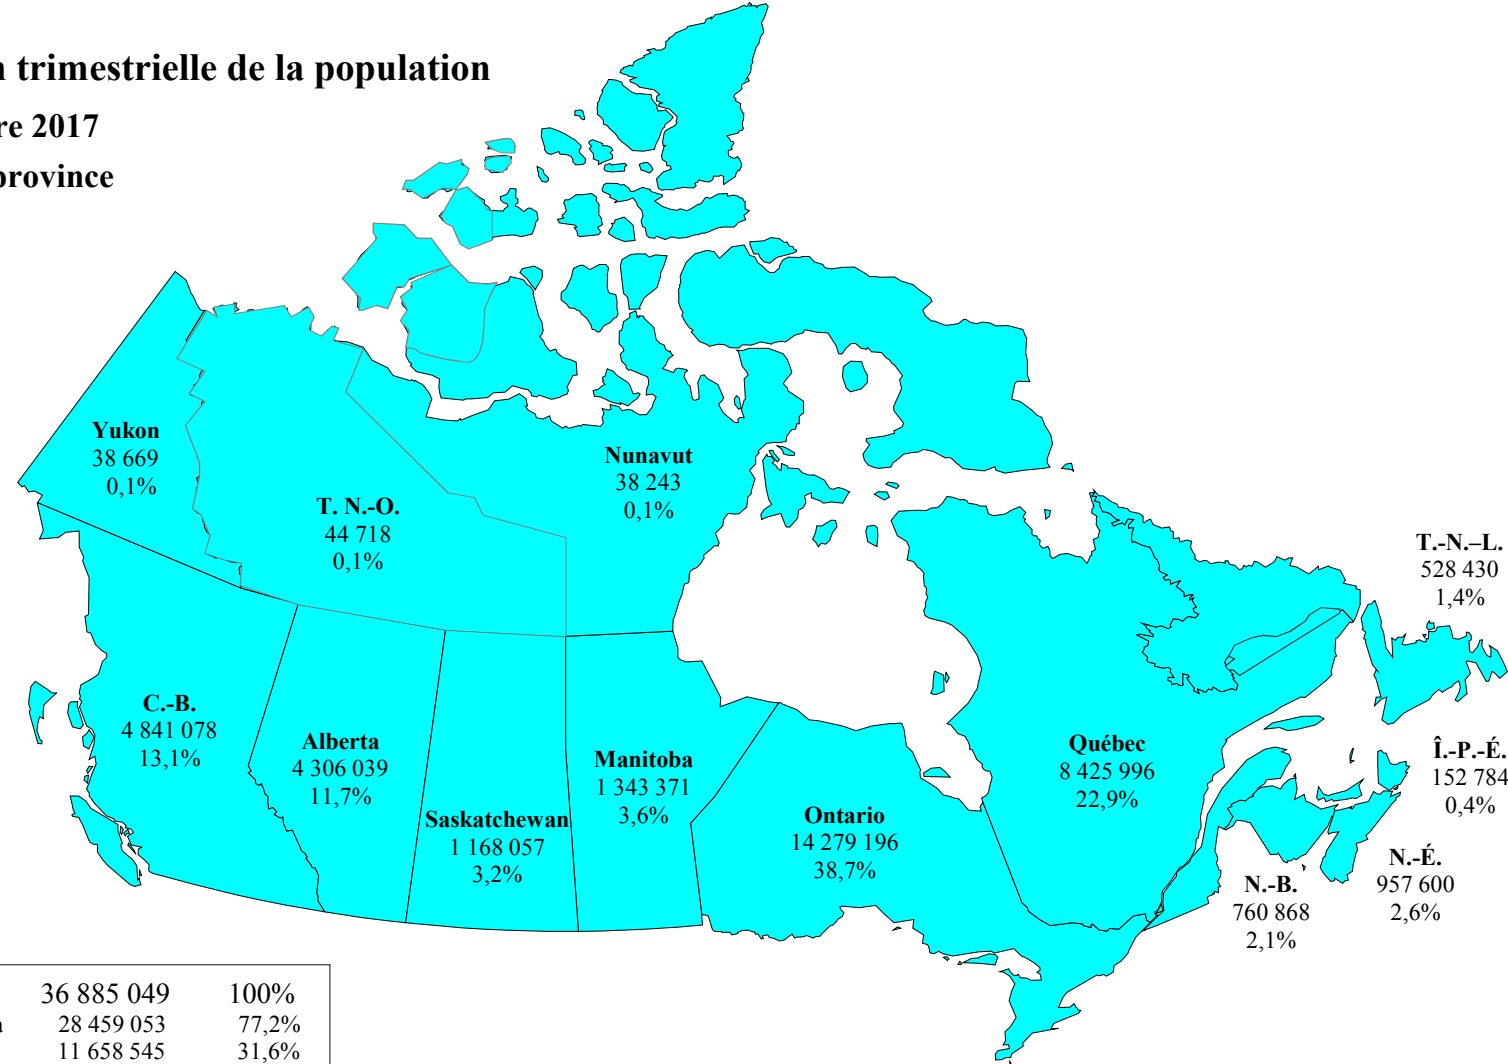 trimestrielle de la population
2017
province
Yukon
38 669
0,1%
T. N.-O.
44 718
0,1%
Nunavut
38 243
0,1%
T.-N.–L.
528 430
1,4%
C.-B.
4 841 078
13,1%
Alberta
4 306 039
11,7%
Saskatchewan
1 168 057
3,2%
Manitoba
1 343 371
3,6%
Ontario
14 279 196
38,7%
Québec
8 425 996
22,9%
Î.-P.-É.
152 784
0,4%
N.-É.
957 600
2,6%
N.-B.
760 868
2,1%
36 885 049 100%
28 459 053 77,2%
11 658 545 31,6%